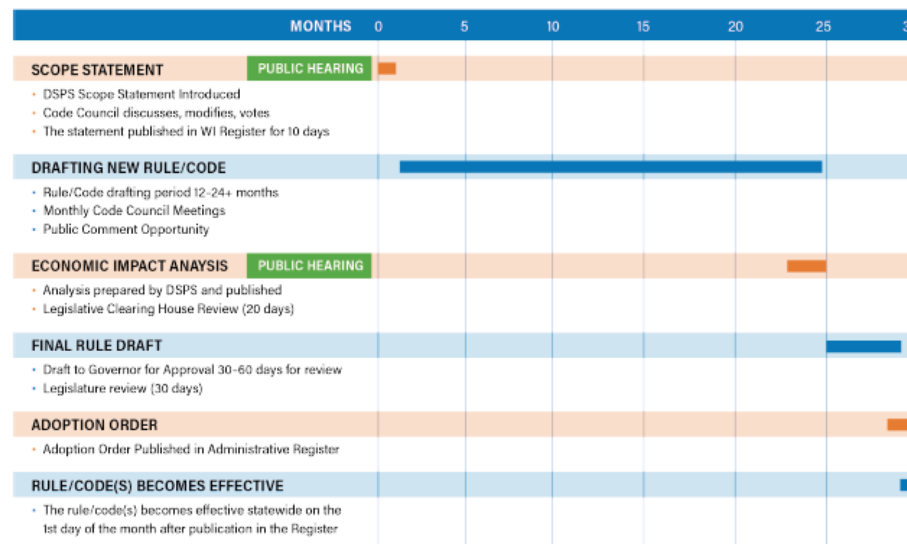 MONTHS 0 5 10 15 20 25 3
SCOPE STATEMENT PUBLIC HEARING
• DSPS Scope Statement Introduced
• Code Council discusses, modifies, votes
• The statement published in WI Register for 10 days
DRAFTING NEW RULE/CODE
• Rule/Code drafting period 12-24+ months
• Monthly Code Council Meetings
• Public Comment Opportunity
ECONOMIC IMPACT ANAYSIS PUBLIC HEARING
• Analysis prepared by DSPS and published
• Legislative Clearing House Review (20 days)
FINAL RULE DRAFT
• Draft to Governor for Approval 30-60 days for review
• Legislature review (30 days)
ADOPTION ORDER
• Adoption Order Published in Administrative Register
RULE/CODE(S) BECOMES EFFECTIVE
• The rule/code(s) becomes effective statewide on the
1st day of the month after publication in the Register